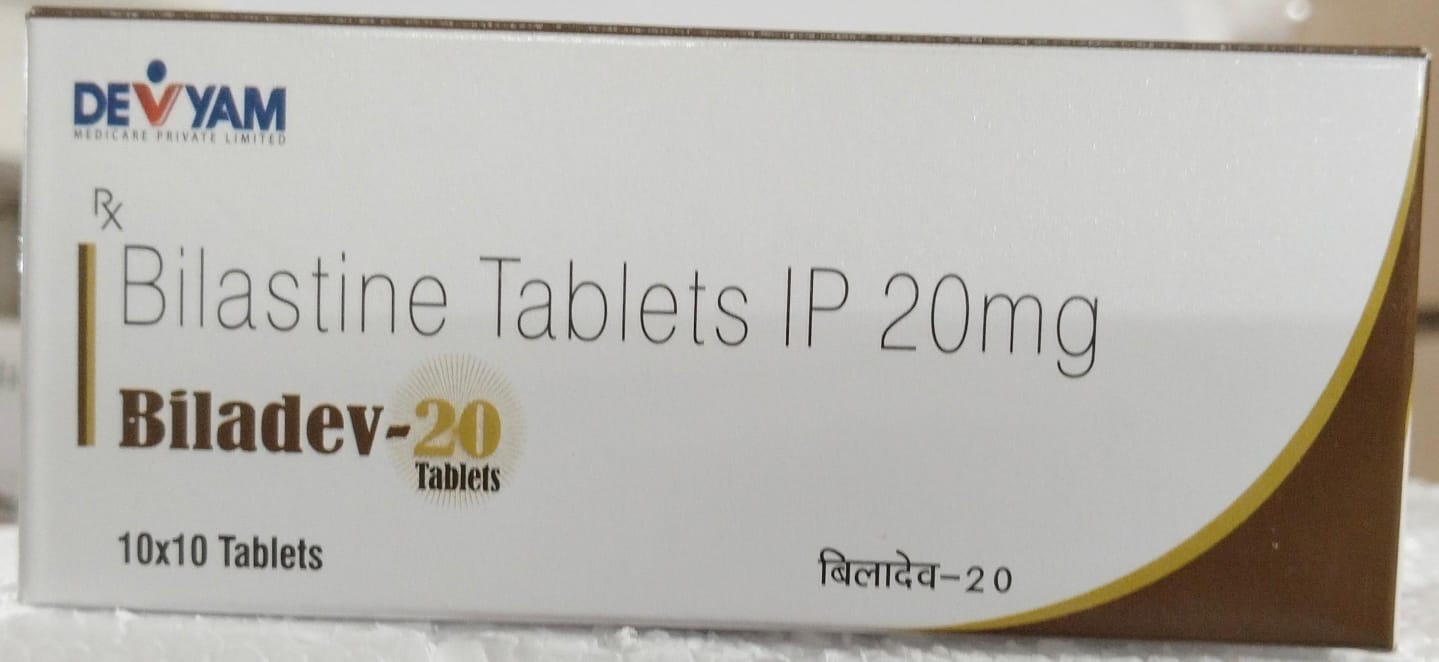 DEVYAM
MEDICARE PRIVATE LIMITED
Rx
Bilastine Tablets IP 20mg
Biladev-20
Tablets
10x10 Tablets
बिलादेव-20